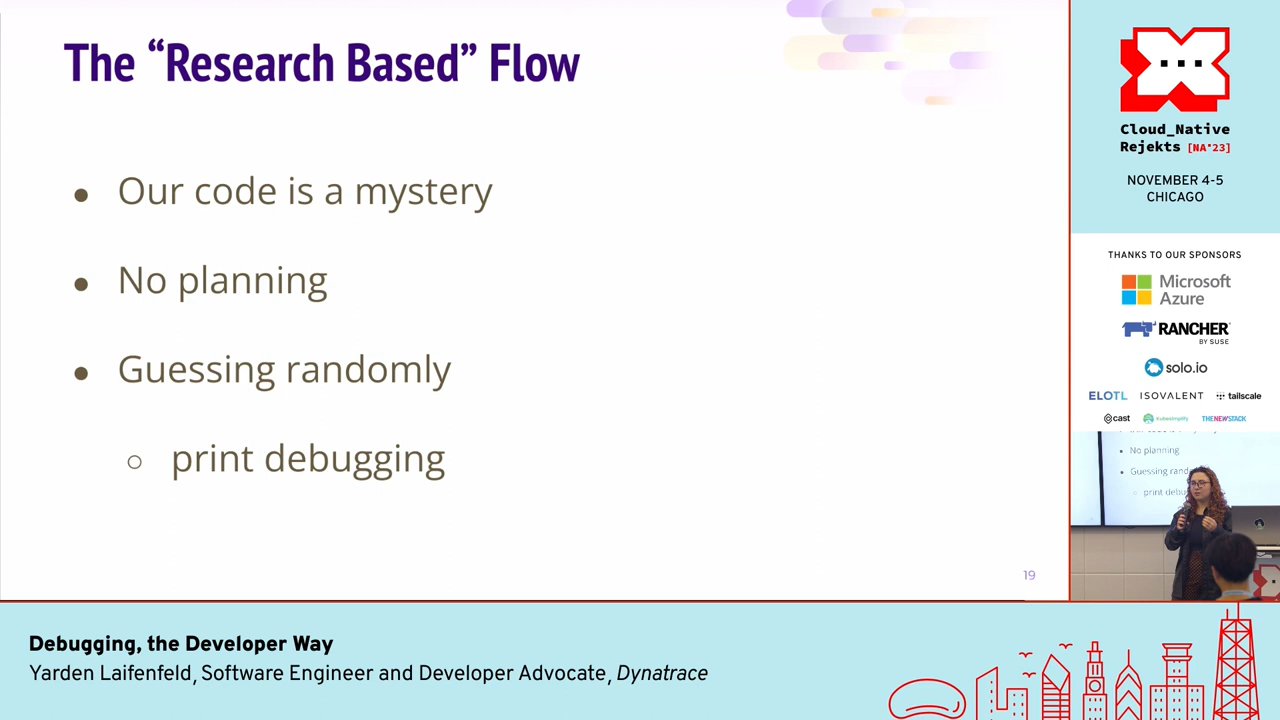 The “Research Based” Flow
● Our code is a mystery
● No planning
● Guessing randomly
○ print debugging
19
Cloud_Native
Rejekts [NA'23]
NOVEMBER 4-5
CHICAGO
THANKS TO OUR SPONSORS
Microsoft
Azure
RANCHER
BY SUSE
solo.io
ELOTL ISOVALENT tailscale
cast kubesimplify THENEWSTACK
No planning
Guessing rand
print debu
Debugging, the Developer Way
Yarden Laifenfeld, Software Engineer and Developer Advocate, Dynatrace